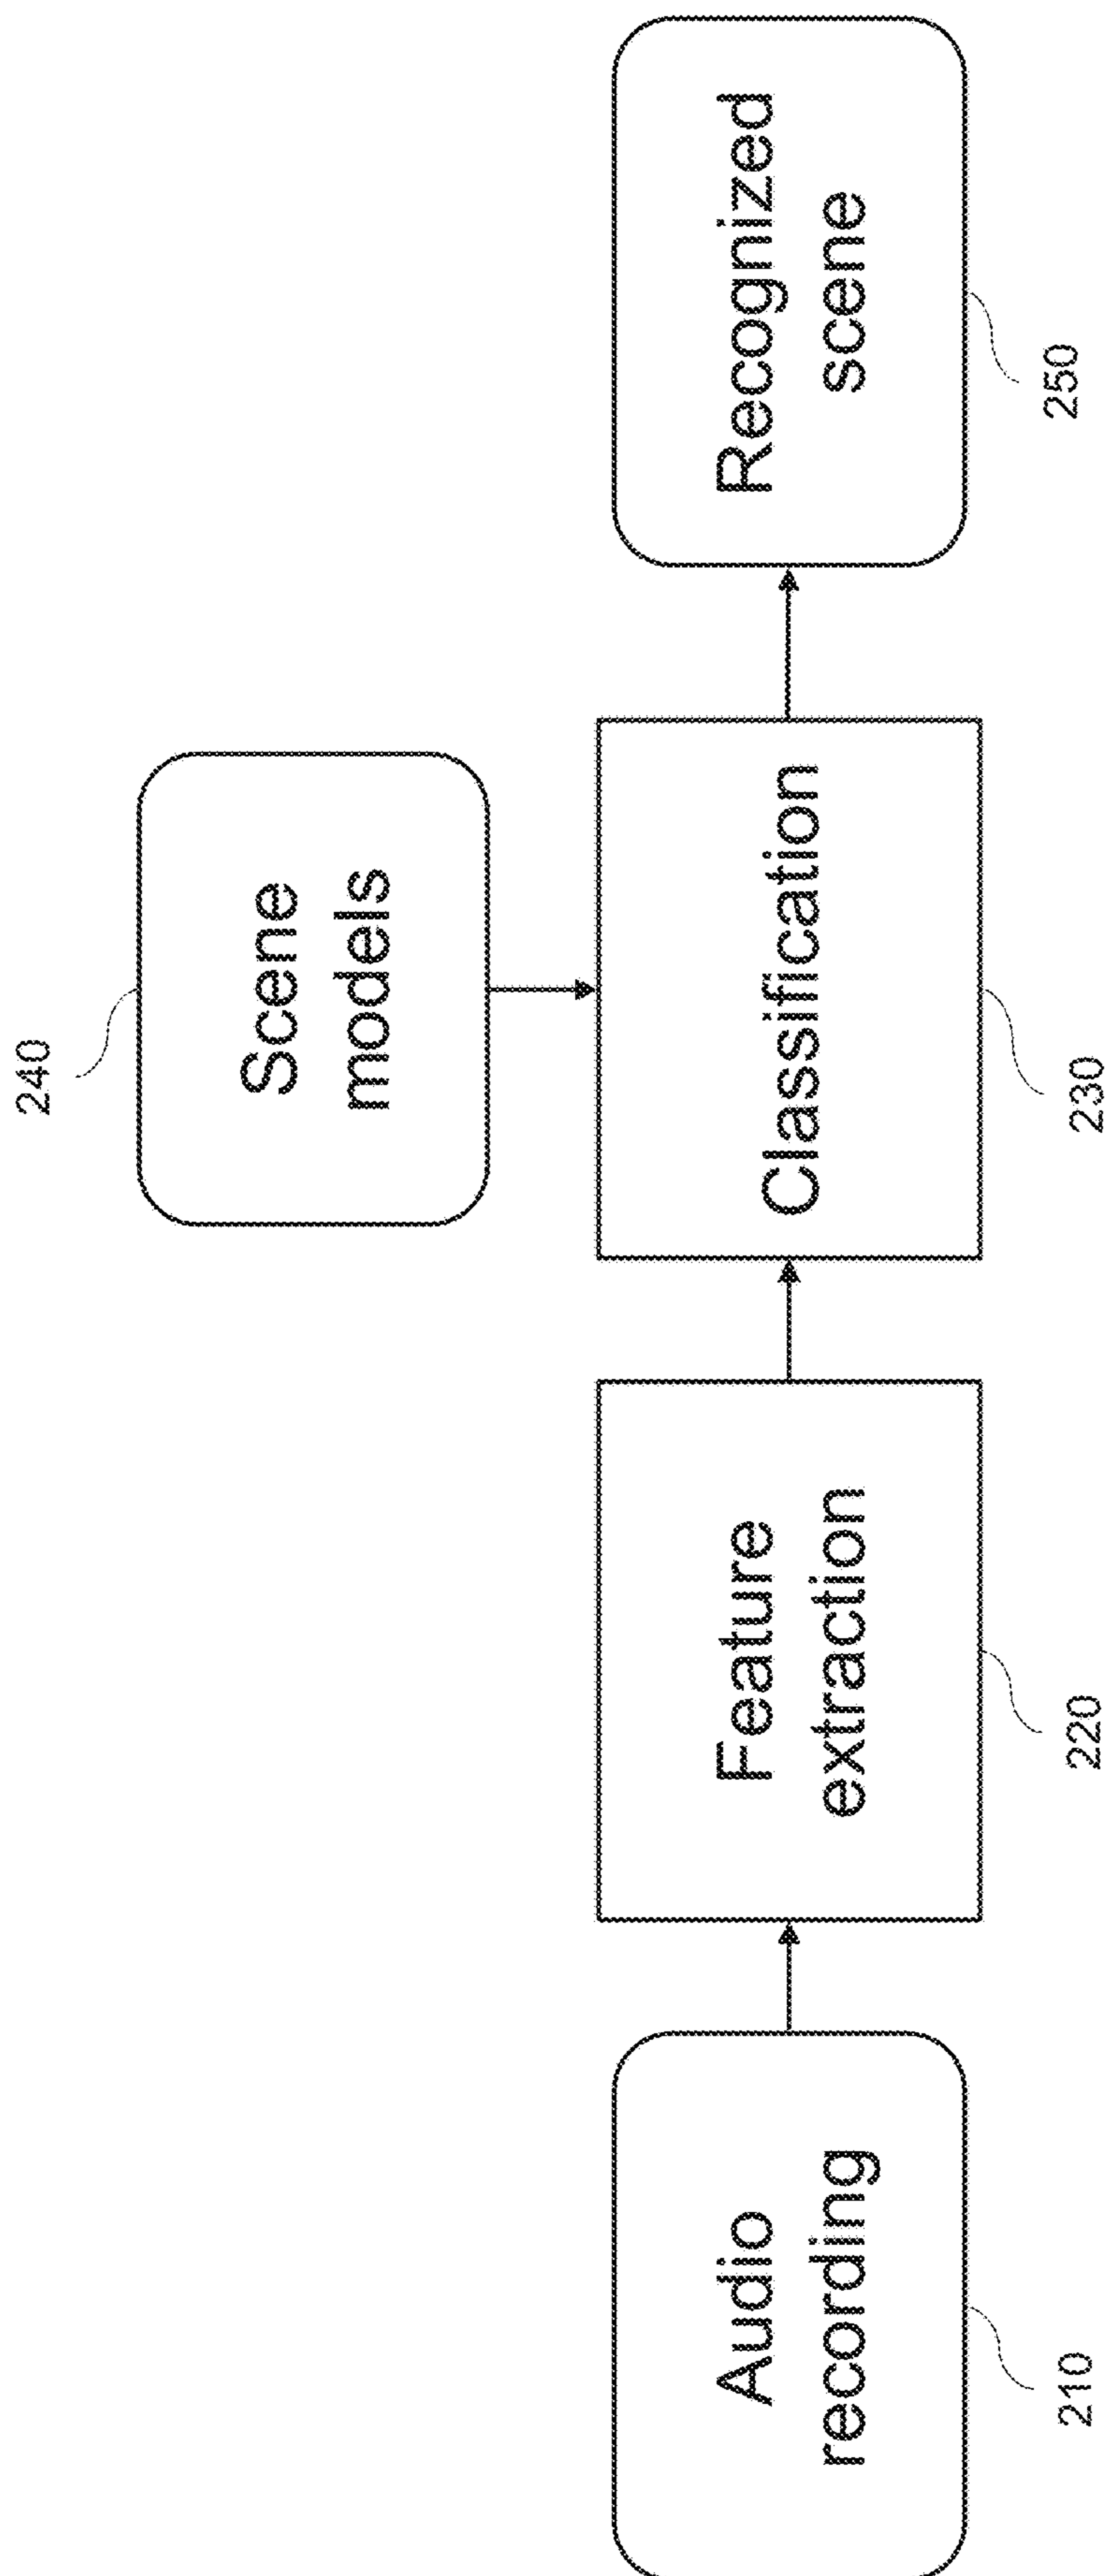 240
Scene
models
Audio
recording
Feature
extraction
Classification
Recognized
scene
210
220
230
250